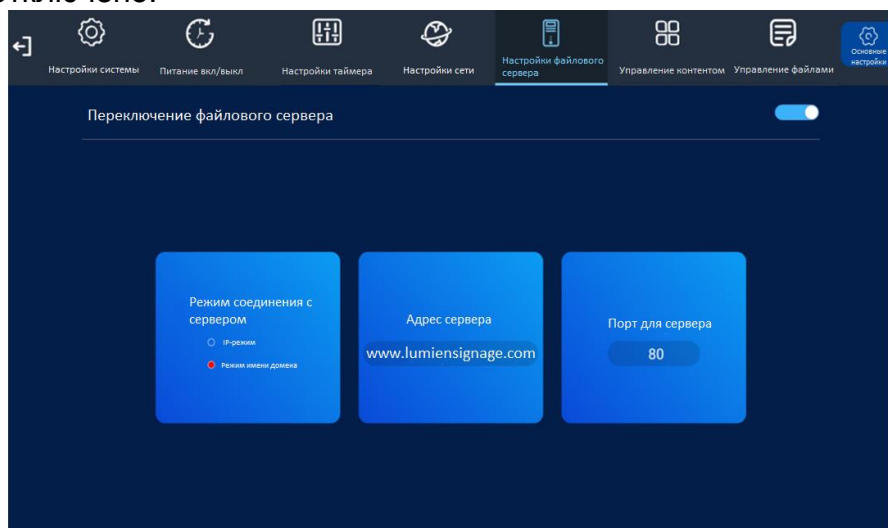 отключено.
Настройки системы
Питание вкл/выкл
Настройки таймера
Настройки сети
Настройки файлового
сервера
Управление контентом
Управление файлами
Основные
настройки
Переключение файлового сервера
Режим соединения с
сервером
IP-режим
Режим имени домена
Адрес сервера
www.lumiensignage.com
Порт для сервера
80